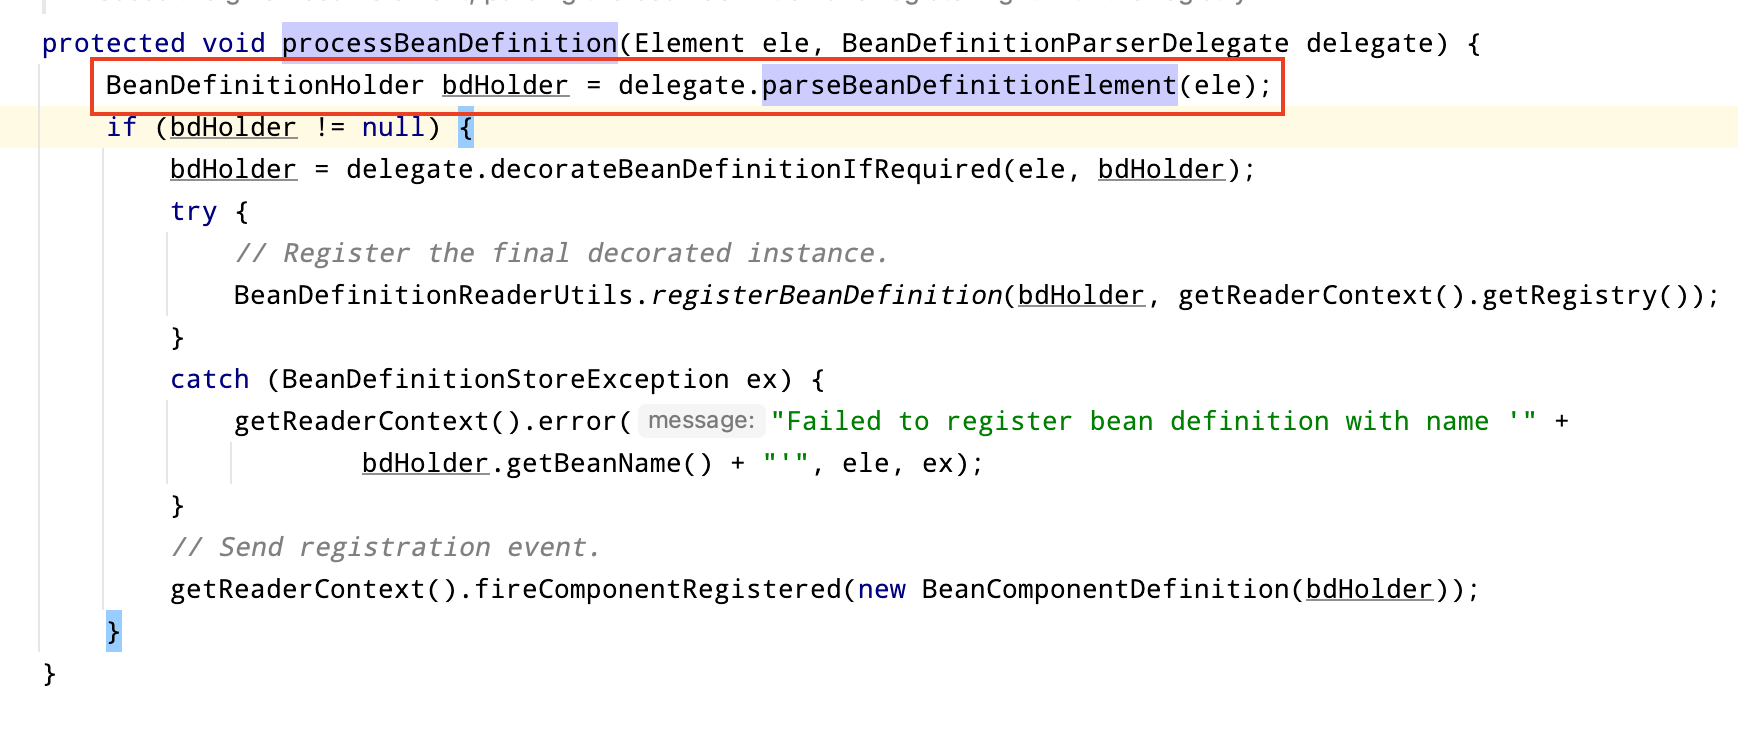 protected void processBeanDefinition(Element ele, BeanDefinitionParserDelegate delegate) {
    BeanDefinitionHolder bdHolder = delegate.parseBeanDefinitionElement(ele);
    if (bdHolder != null) {
        bdHolder = delegate.decorateBeanDefinitionIfRequired(ele, bdHolder);
        try {
            // Register the final decorated instance.
            BeanDefinitionReaderUtils.registerBeanDefinition(bdHolder, getReaderContext().getRegistry());
        }
        catch (BeanDefinitionStoreException ex) {
            getReaderContext().error( message: "Failed to register bean definition with name '" +
                    bdHolder.getBeanName() + "'", ele, ex);
        }
        // Send registration event.
        getReaderContext().fireComponentRegistered(new BeanComponentDefinition(bdHolder));
    }
}